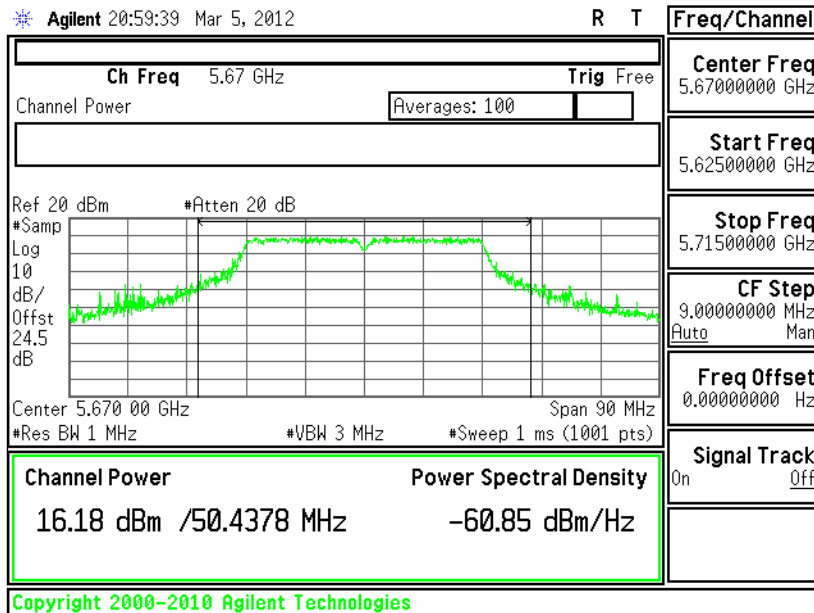 Agilent 20:59:39 Mar 5, 2012 R T
Freq/Channel
Ch Freq 5.67 GHz Trig Free
Channel Power Averages: 100
Ref 20 dBm #Atten 20 dB
#Samp
Log
10
dB/
Offst
24.5
dB
Center 5.670 00 GHz Span 90 MHz
#Res BW 1 MHz #VBW 3 MHz #Sweep 1 ms (1001 pts)
Channel Power Power Spectral Density
16.18 dBm /50.4378 MHz -60.85 dBm/Hz
Center Freq
5.67000000 GHz
Start Freq
5.62500000 GHz
Stop Freq
5.71500000 GHz
CF Step
9.00000000 MHz
Auto Man
Freq Offset
0.00000000 Hz
Signal Track
On Off
Copyright 2000-2010 Agilent Technologies